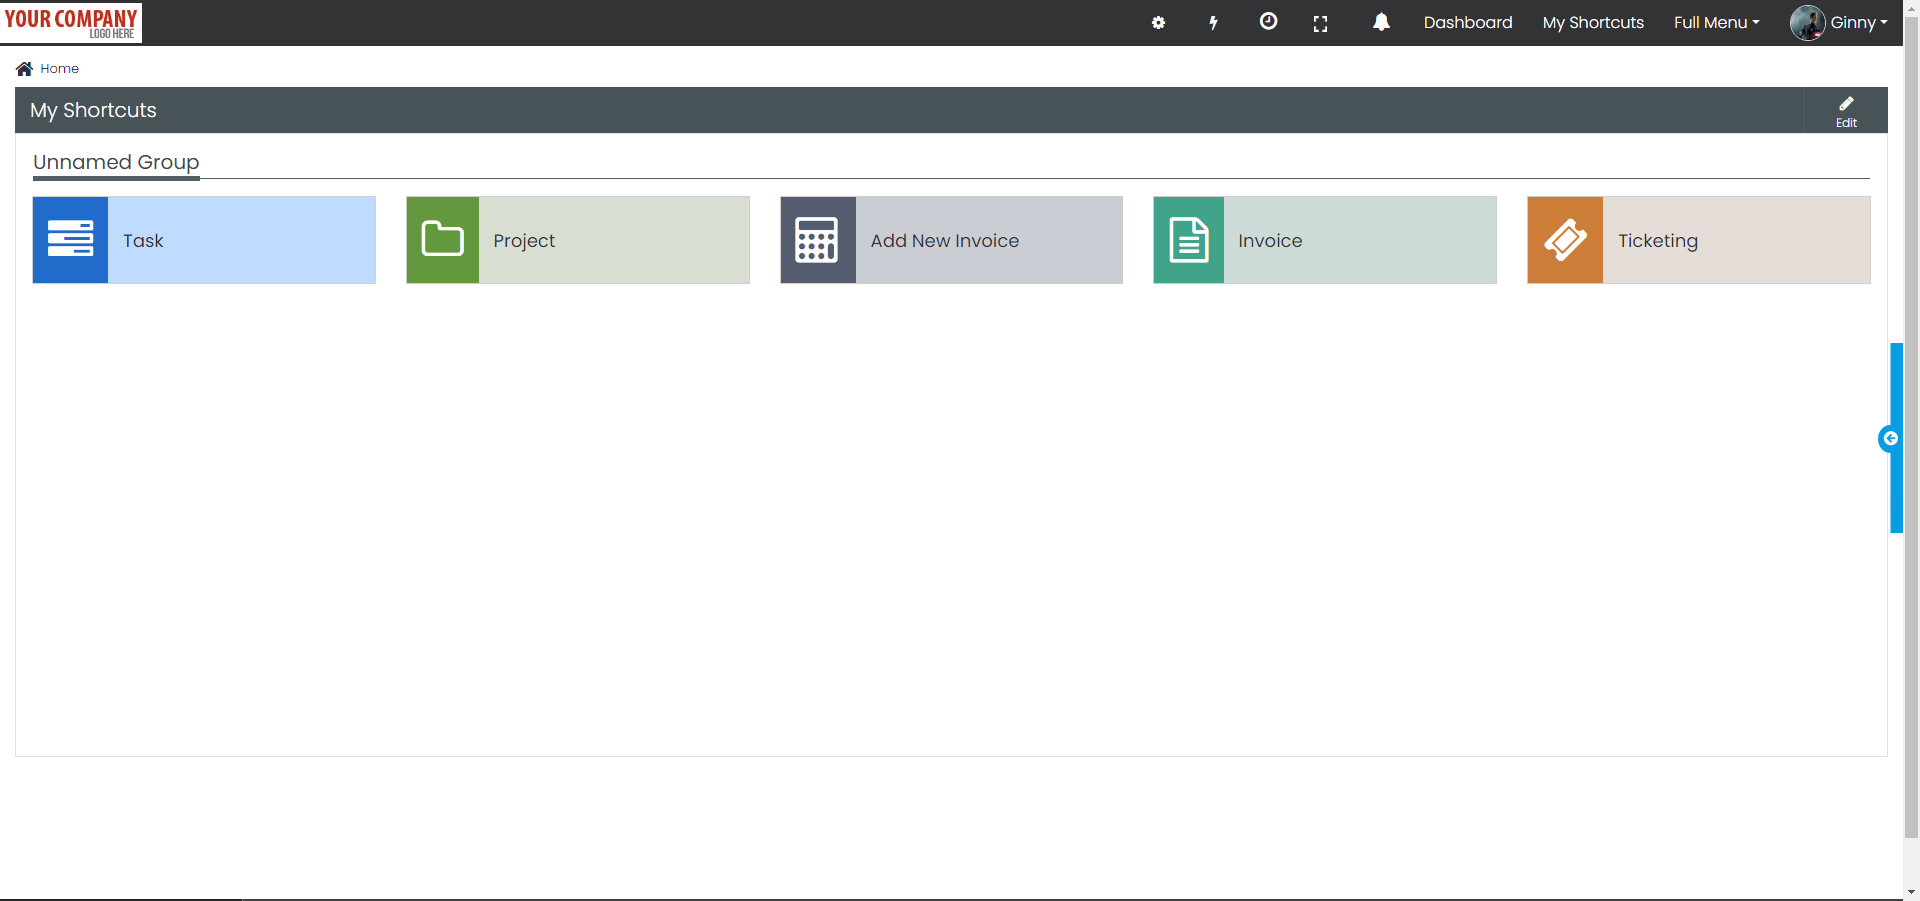 YOUR COMPANY
LOGO HERE
Dashboard
My Shortcuts
Full Menu
Ginny
Home
My Shortcuts
Edit
Unnamed Group
Task
Project
Add New Invoice
Invoice
Ticketing